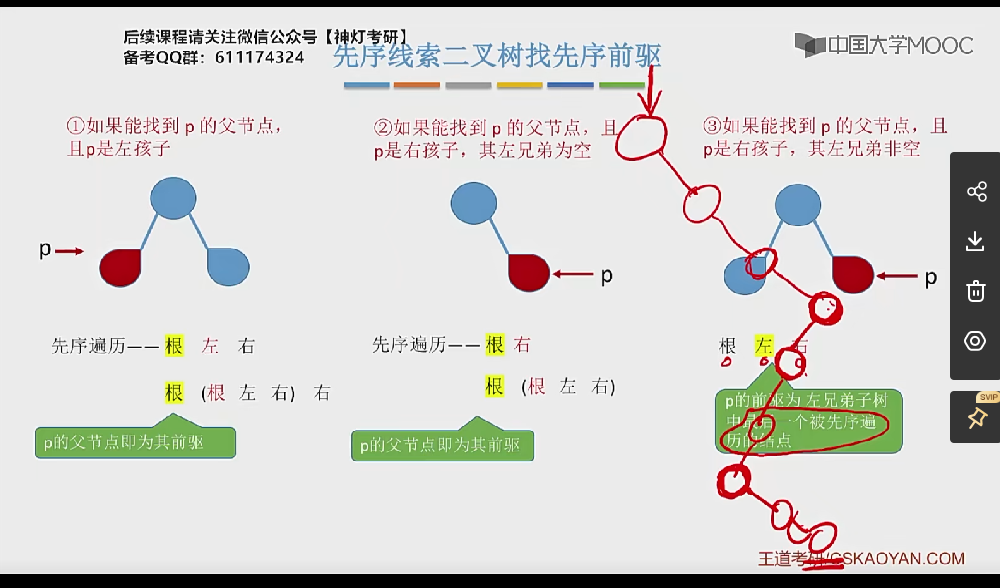 后续课程请关注微信公众号【神灯考研】
备考QQ群：611174324
先序线索二叉树找先序前驱
中国大学MOOC
①如果能找到 p 的父节点，
且p是左孩子
②如果能找到 p 的父节点，且
p是右孩子，其左兄弟为空
③如果能找到 p 的父节点，且
p是右孩子，其左兄弟非空
p
p
p
先序遍历——根 左 右
根 (根 左 右) 右
p的父节点即为其前驱
先序遍历——根 右
根 (根 左 右)
p的父节点即为其前驱
根 左 右
p的前驱为 左兄弟子树
中最后一个被先序遍
历的结点
SVIP
王道考研/CSKAOYAN.COM